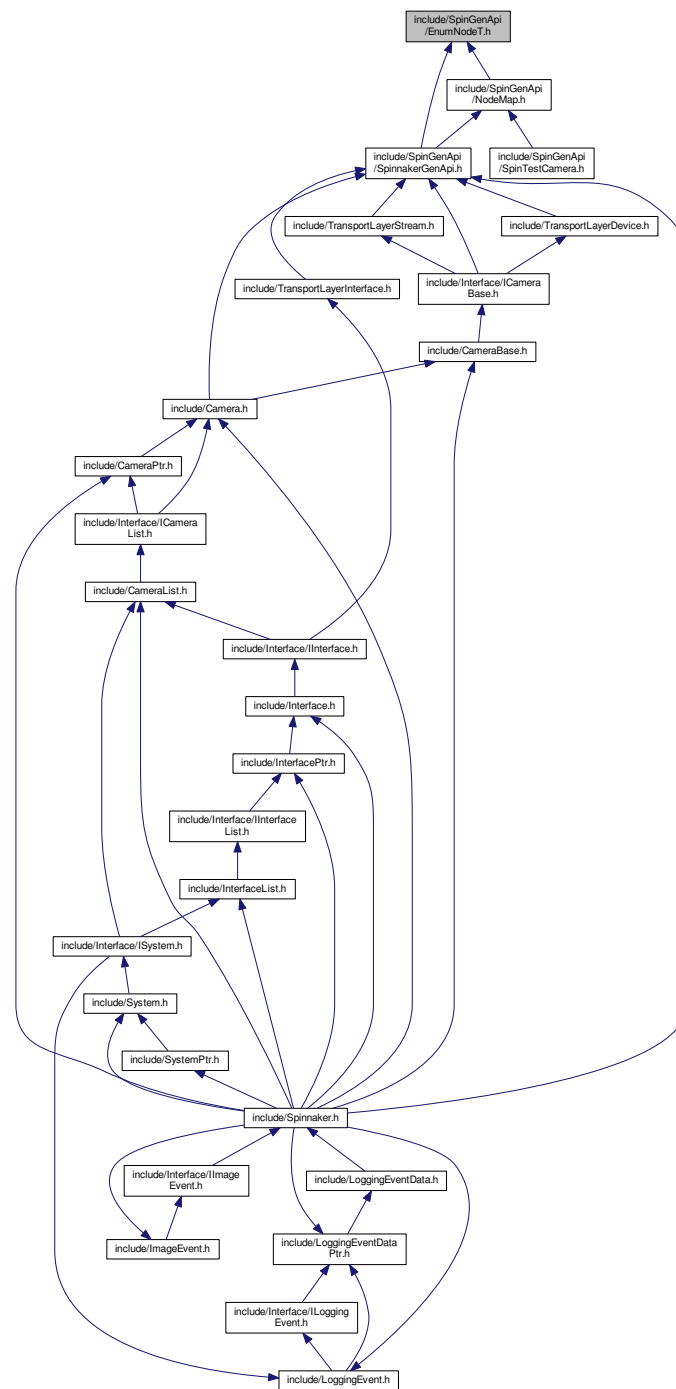 include/SpinGenApi
/EnumNodeT.h
include/SpinGenApi
/NodeMap.h
include/SpinGenApi
/SpinnakerGenApi.h
include/SpinGenApi
/SpinTestCamera.h
include/TransportLayerStream.h
include/TransportLayerDevice.h
include/TransportLayerInterface.h
include/Interface/ICamera
Base.h
include/CameraBase.h
include/Camera.h
include/CameraPtr.h
include/Interface/ICamera
List.h
include/CameraList.h
include/Interface/IInterface.h
include/Interface.h
include/InterfacePtr.h
include/Interface/IInterface
List.h
include/InterfaceList.h
include/Interface/ISystem.h
include/System.h
include/SystemPtr.h
include/Spinnaker.h
include/Interface/IImage
Event.h
include/LoggingEventData.h
include/ImageEvent.h
include/LoggingEventData
Ptr.h
include/Interface/ILogging
Event.h
include/LoggingEvent.h